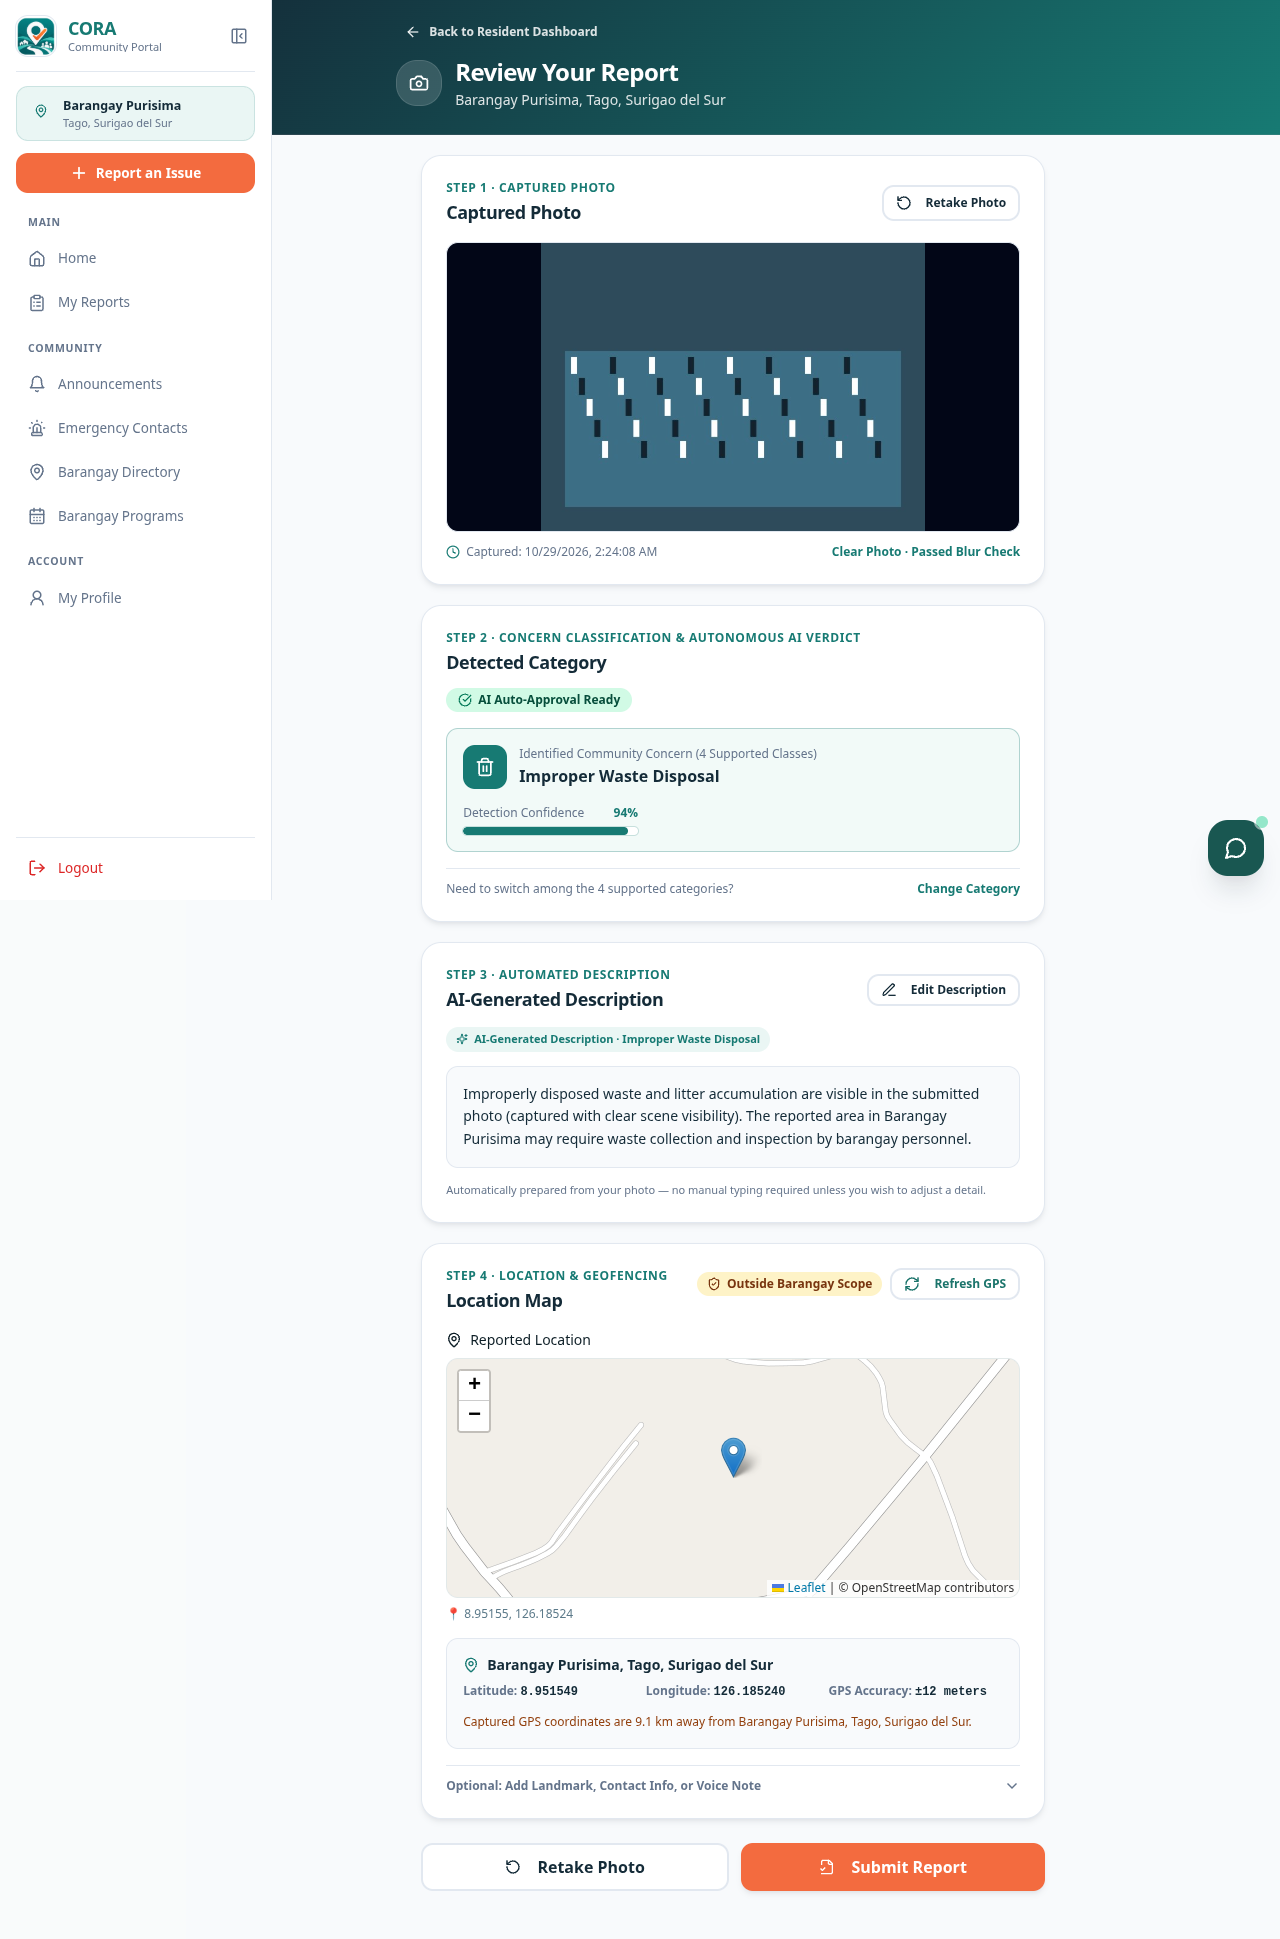 CORA
Community Portal
Barangay Purisima
Tago, Surigao del Sur
Report an Issue
MAIN
Home
My Reports
COMMUNITY
Announcements
Emergency Contacts
Barangay Directory
Barangay Programs
ACCOUNT
My Profile
Logout
Back to Resident Dashboard
Review Your Report
Barangay Purisima, Tago, Surigao del Sur
STEP 1 · CAPTURED PHOTO
Captured Photo
Retake Photo
Captured: 10/29/2026, 2:24:08 AM
Clear Photo · Passed Blur Check
STEP 2 · CONCERN CLASSIFICATION & AUTONOMOUS AI VERDICT
Detected Category
AI Auto-Approval Ready
Identified Community Concern (4 Supported Classes)
Improper Waste Disposal
Detection Confidence 94%
Need to switch among the 4 supported categories?
Change Category
STEP 3 · AUTOMATED DESCRIPTION
AI-Generated Description
Edit Description
AI-Generated Description · Improper Waste Disposal
Improperly disposed waste and litter accumulation are visible in the submitted
photo (captured with clear scene visibility). The reported area in Barangay
Purisima may require waste collection and inspection by barangay personnel.
Automatically prepared from your photo — no manual typing required unless you wish to adjust a detail.
STEP 4 · LOCATION & GEOFENCING
Location Map
Outside Barangay Scope
Refresh GPS
Reported Location
+
−
Leaflet | © OpenStreetMap contributors
📍 8.95155, 126.18524
Barangay Purisima, Tago, Surigao del Sur
Latitude: 8.951549
Longitude: 126.185240
GPS Accuracy: ±12 meters
Captured GPS coordinates are 9.1 km away from Barangay Purisima, Tago, Surigao del Sur.
Optional: Add Landmark, Contact Info, or Voice Note
Retake Photo
Submit Report